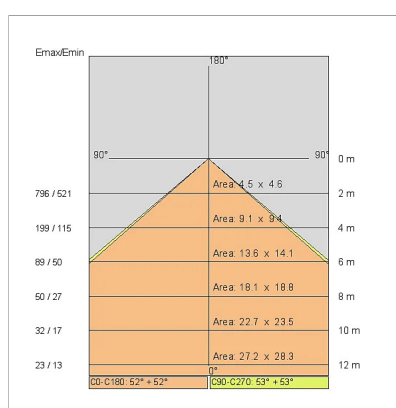 Emax/Emin
180°
90° 90° 0 m
Area: 4.5 x 4.6
796 / 521 2 m
Area: 9.1 x 9.4
199 / 115 4 m
Area: 13.6 x 14.1
89 / 50 6 m
Area: 18.1 x 18.8
50 / 27 8 m
Area: 22.7 x 23.5
32 / 17 10 m
Area: 27.2 x 28.3
23 / 13 12 m
0°
C0-C180: 52° + 52° C90-C270: 53° + 53°